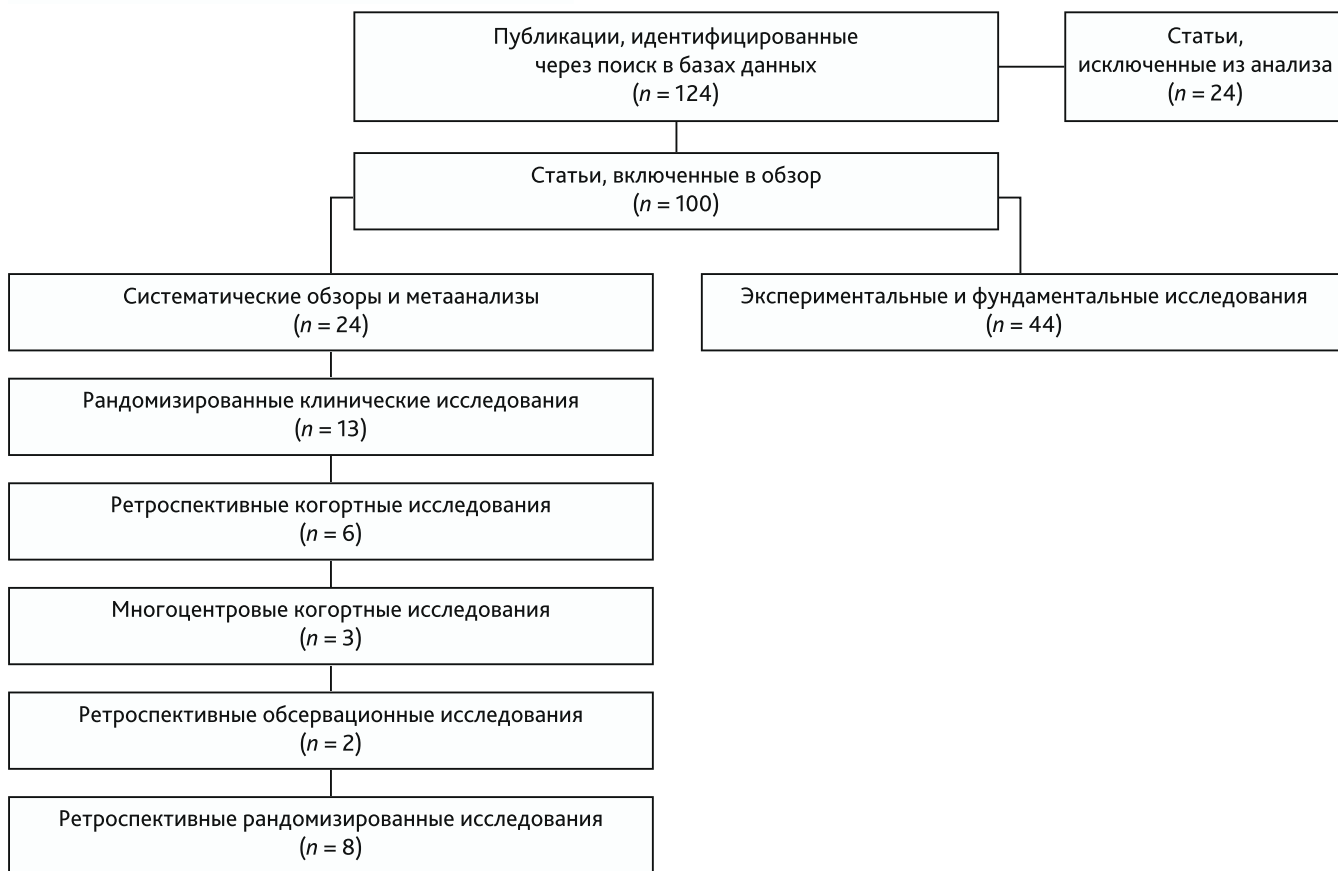 Публикации, идентифицированные
через поиск в базах данных
(n = 124)
Статьи,
исключенные из анализа
(n = 24)
Статьи, включенные в обзор
(n = 100)
Систематические обзоры и метаанализы
(n = 24)
Экспериментальные и фундаментальные исследования
(n = 44)
Рандомизированные клинические исследования
(n = 13)
Ретроспективные когортные исследования
(n = 6)
Многоцентровые когортные исследования
(n = 3)
Ретроспективные обсервационные исследования
(n = 2)
Ретроспективные рандомизированные исследования
(n = 8)